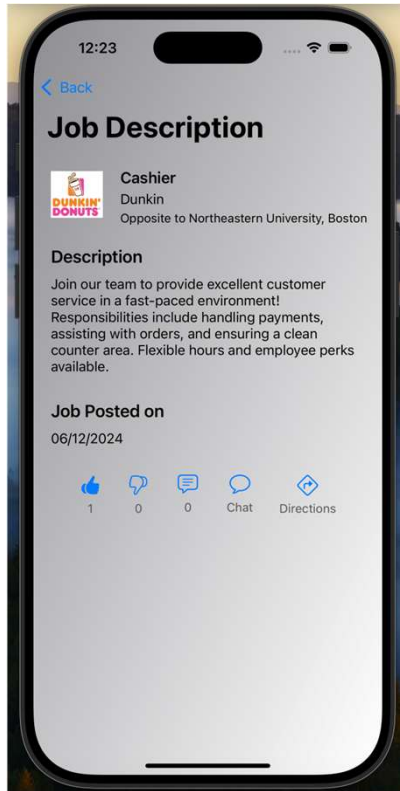 12:23
Back
Job Description
DUNKIN'
DONUTS
Cashier
Dunkin
Opposite to Northeastern University, Boston
Description
Join our team to provide excellent customer
service in a fast-paced environment!
Responsibilities include handling payments,
assisting with orders, and ensuring a clean
counter area. Flexible hours and employee perks
available.
Job Posted on
06/12/2024
1 0 0 Chat Directions